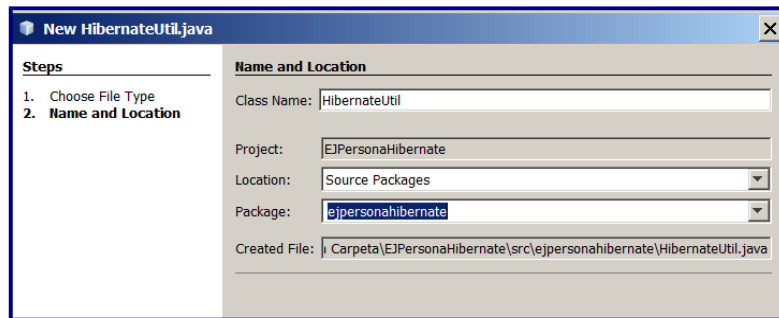 New HibernateUtil.java
Steps
1. Choose File Type
2. Name and Location
Name and Location
Class Name: HibernateUtil
Project: EJPersonaHibernate
Location: Source Packages
Package: ejpersonahibernate
Created File: Carpeta\EJPersonaHibernate\src\ejpersonahibernate\HibernateUtil.java